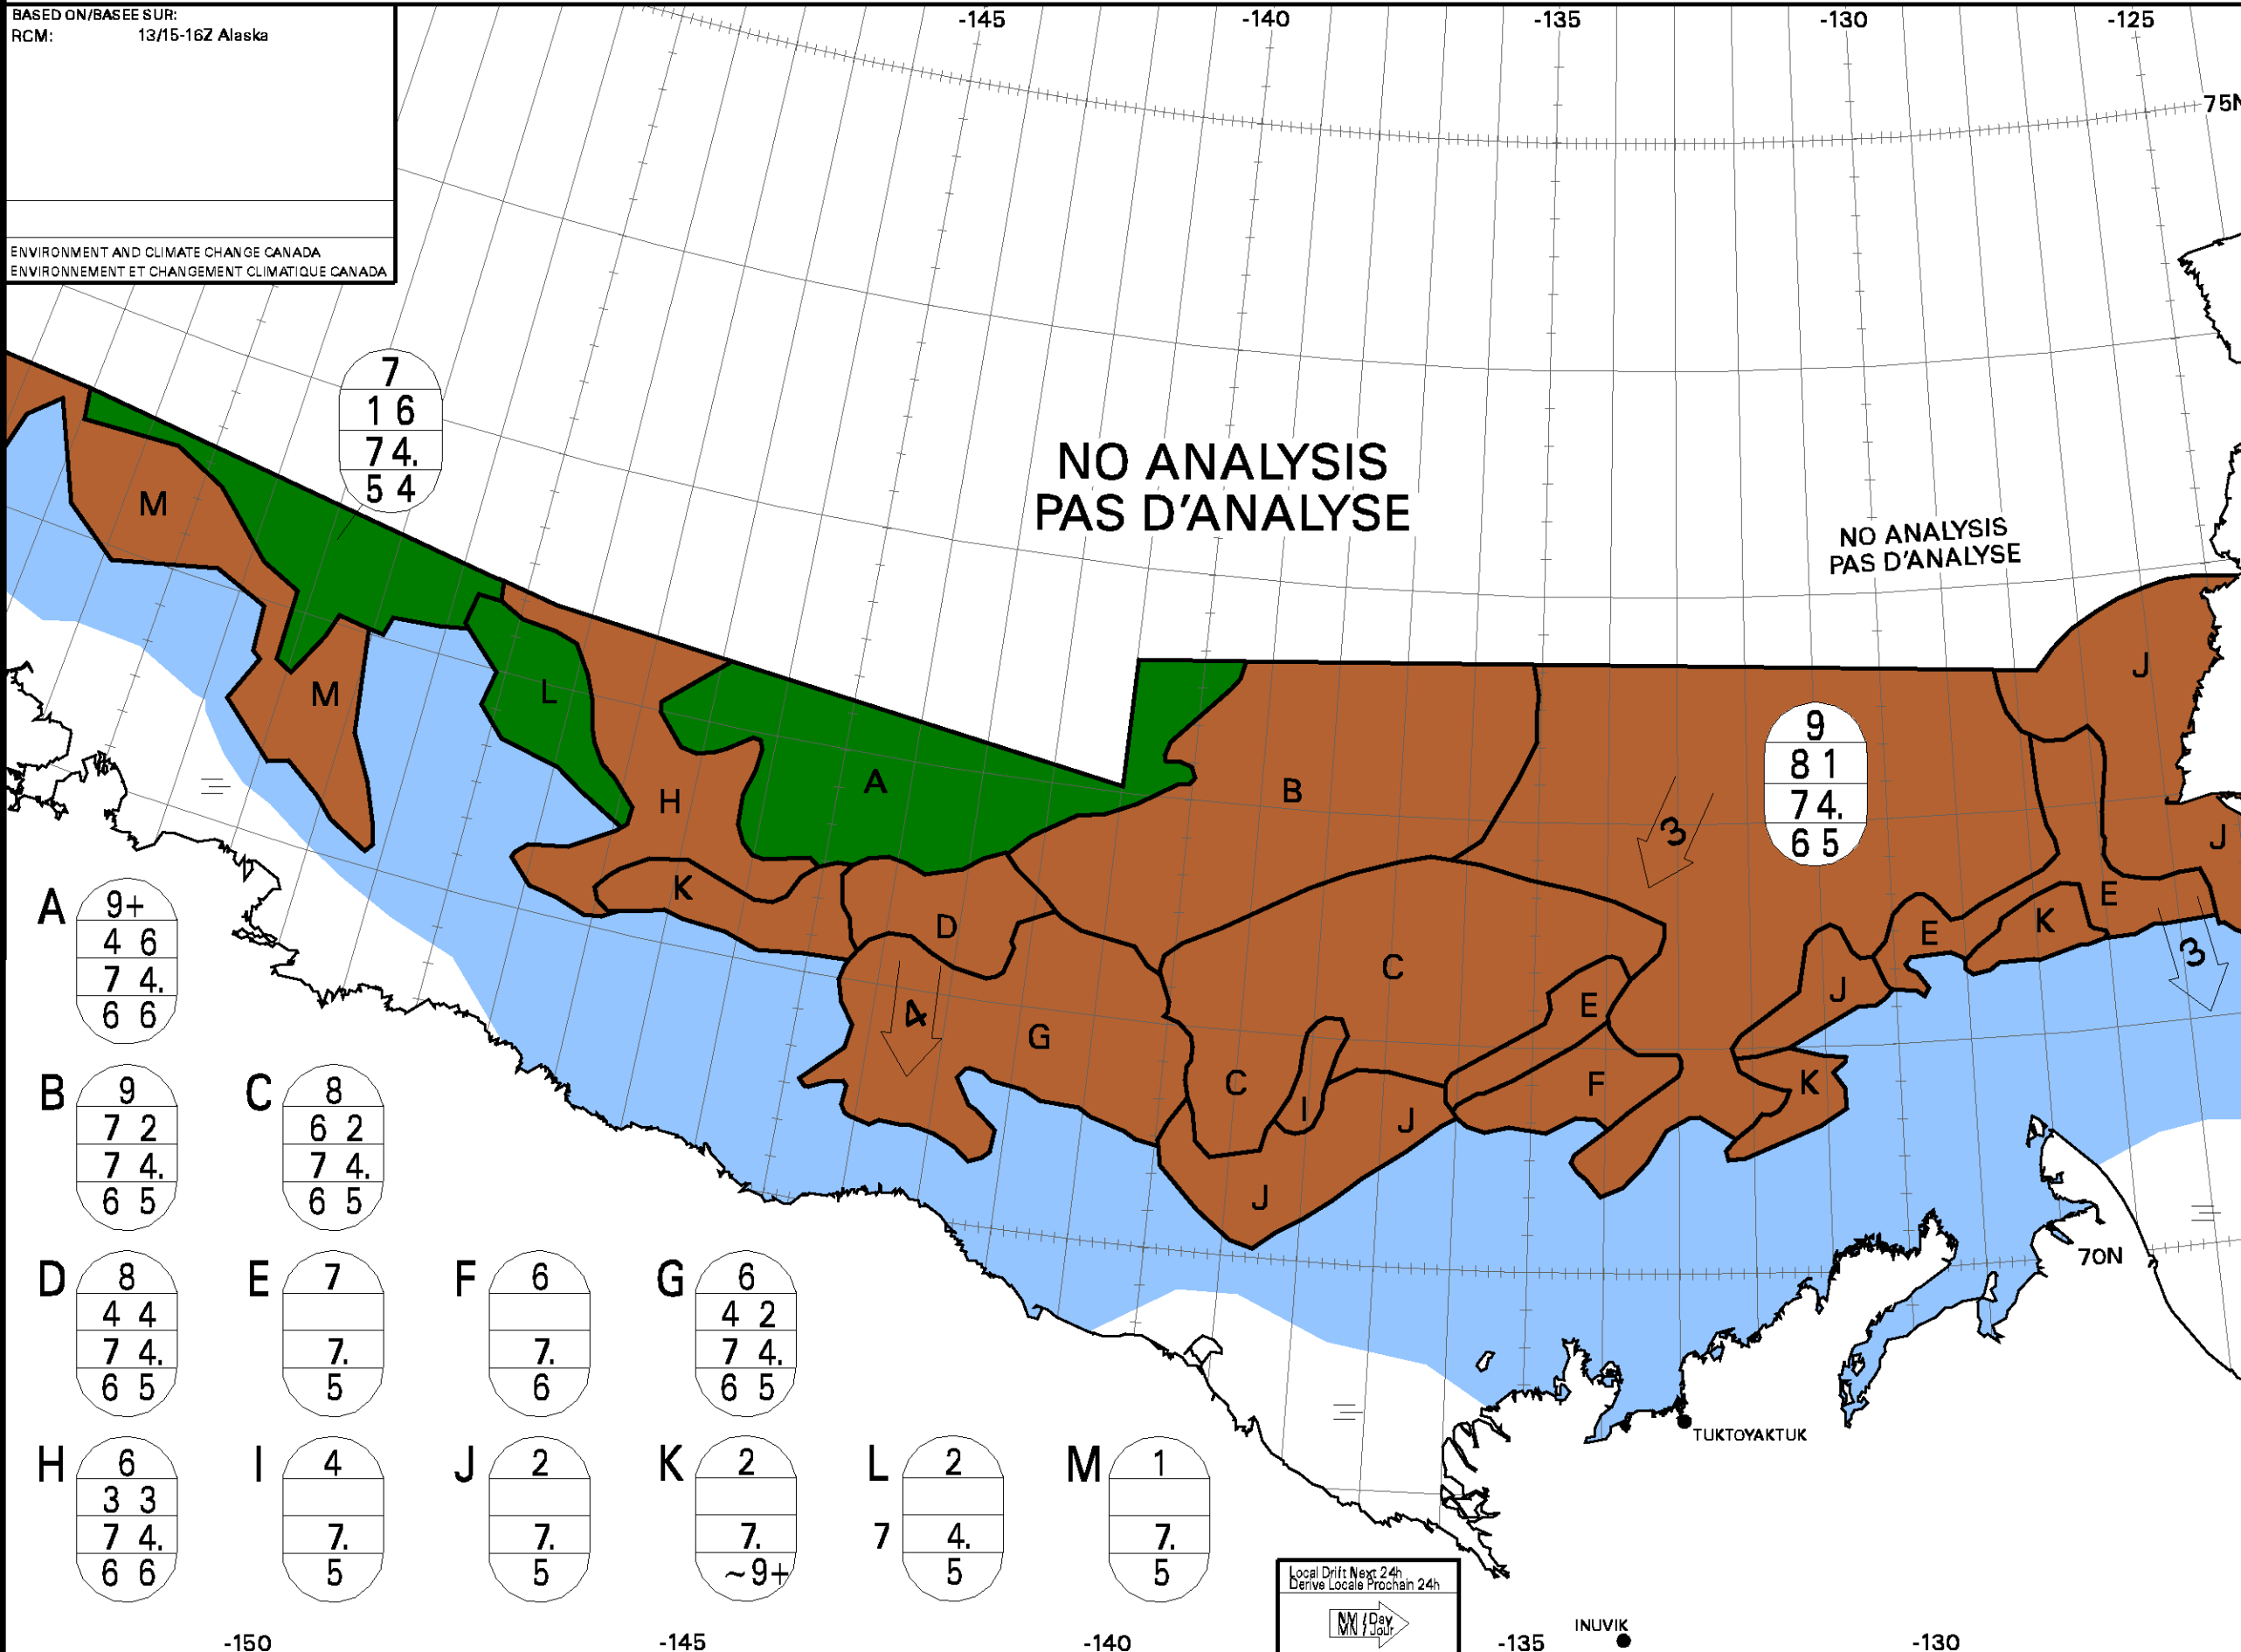 BASED ON/BASEE SUR:
RCM: 13/15-16Z Alaska
ENVIRONMENT AND CLIMATE CHANGE CANADA
ENVIRONNEMENT ET CHANGEMENT CLIMATIQUE CANADA
-145 -140 -135 -130 -125
75N
7
1 6
7 4.
5 4
NO ANALYSIS
PAS D'ANALYSE
NO ANALYSIS
PAS D'ANALYSE
M
M
L
J
9
8 1
7 4.
6 5
H
A
B
3
J
K
D
C
E
K
E
3
J
E
4
G
C
I
J
F
K
J
70N
TUKTOYAKTUK
A
9+
4 6
7 4.
6 6
B
9
7 2
7 4.
6 5
C
8
6 2
7 4.
6 5
D
8
4 4
7 4.
6 5
E
7
7.
5
F
6
7.
6
G
6
4 2
7 4.
6 5
H
6
3 3
7 4.
6 6
I
4
7.
5
J
2
7.
5
K
2
7.
~9+
L
2
7 4.
5
M
1
7.
5
Local Drift Next 24h
Derive Locale Prochain 24h
NM / Day
MN / Jour
INUVIK
-150 -145 -140 -135 -130